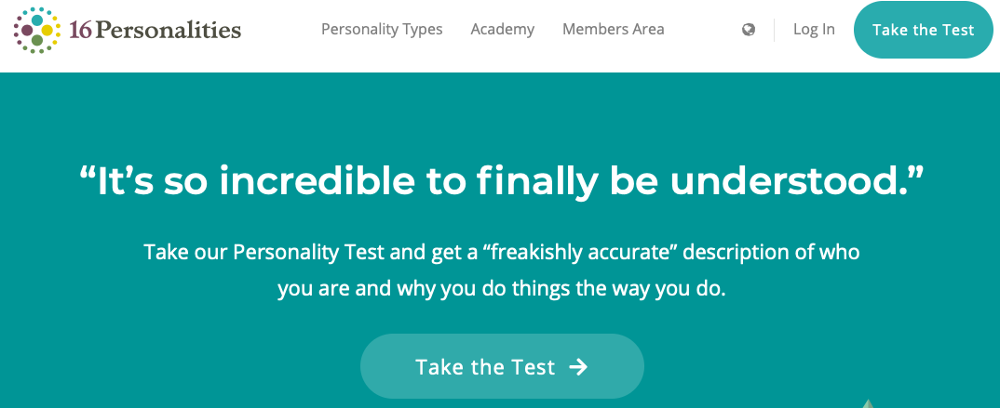 16Personalities
Personality Types
Academy
Members Area
Log In
Take the Test
“It’s so incredible to finally be understood.”
Take our Personality Test and get a “freakishly accurate” description of who
you are and why you do things the way you do.
Take the Test